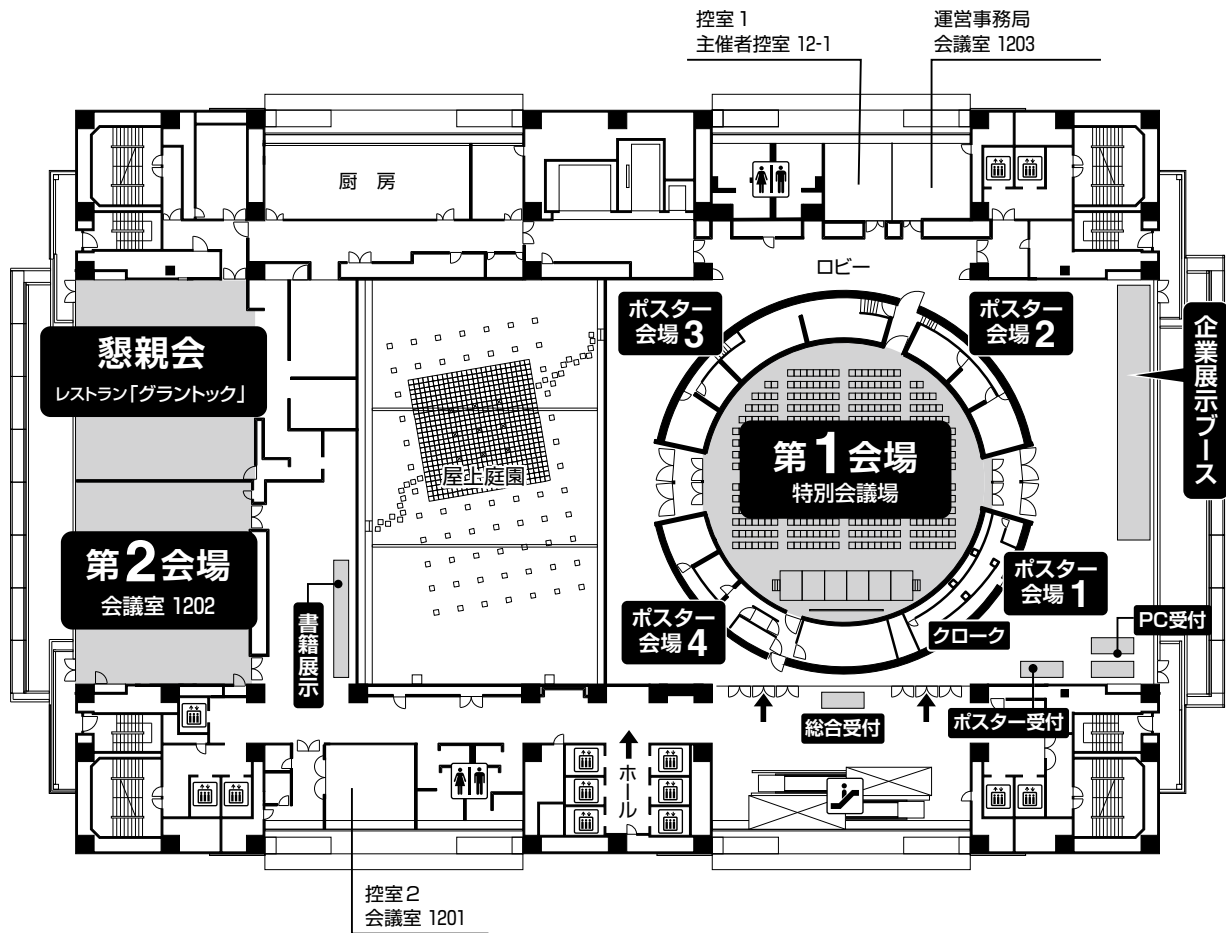 控室1
主催者控室 12-1
運営事務局
会議室 1203
厨 房
ロビー
ポスター
会場3
ポスター
会場2
企業展示ブース
懇親会
レストラン「グラントック」
屋上庭園
第1会場
特別会議場
第2会場
会議室 1202
書籍展示
ポスター
会場4
ポスター
会場1
クローク
PC受付
総合受付
ポスター受付
ホール
控室2
会議室 1201